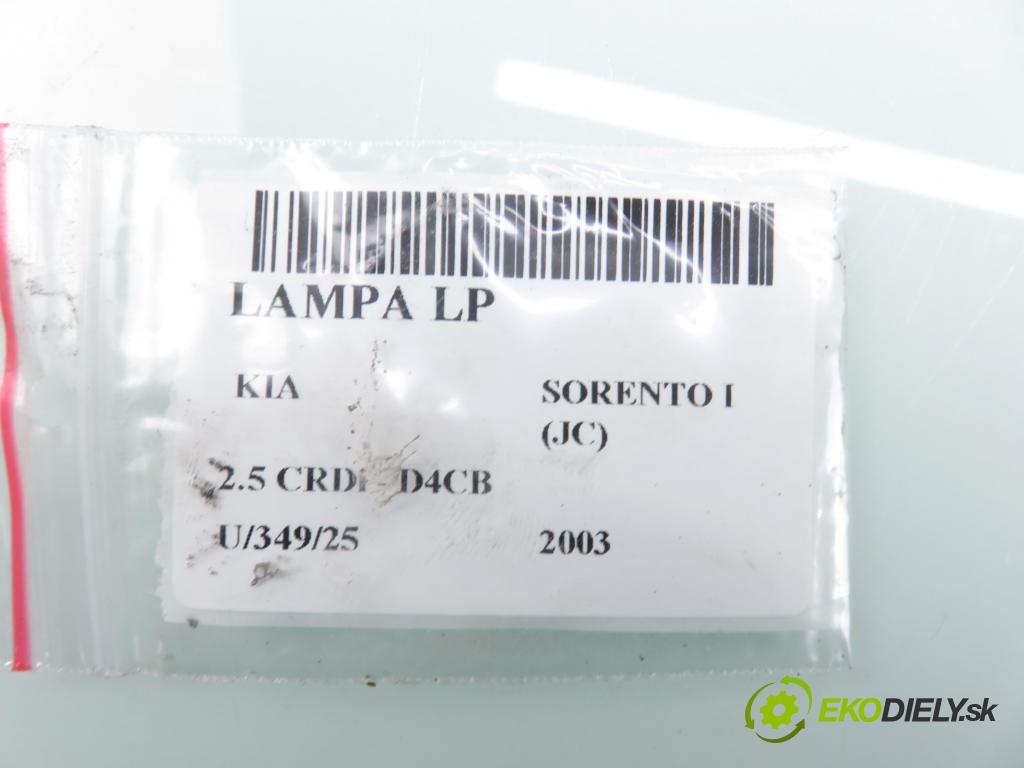 LAMPA LP
KIA SORENTO I
(JC)
2.5 CRDi - D4CB
U/349/25 2003
EKODIELY.sk